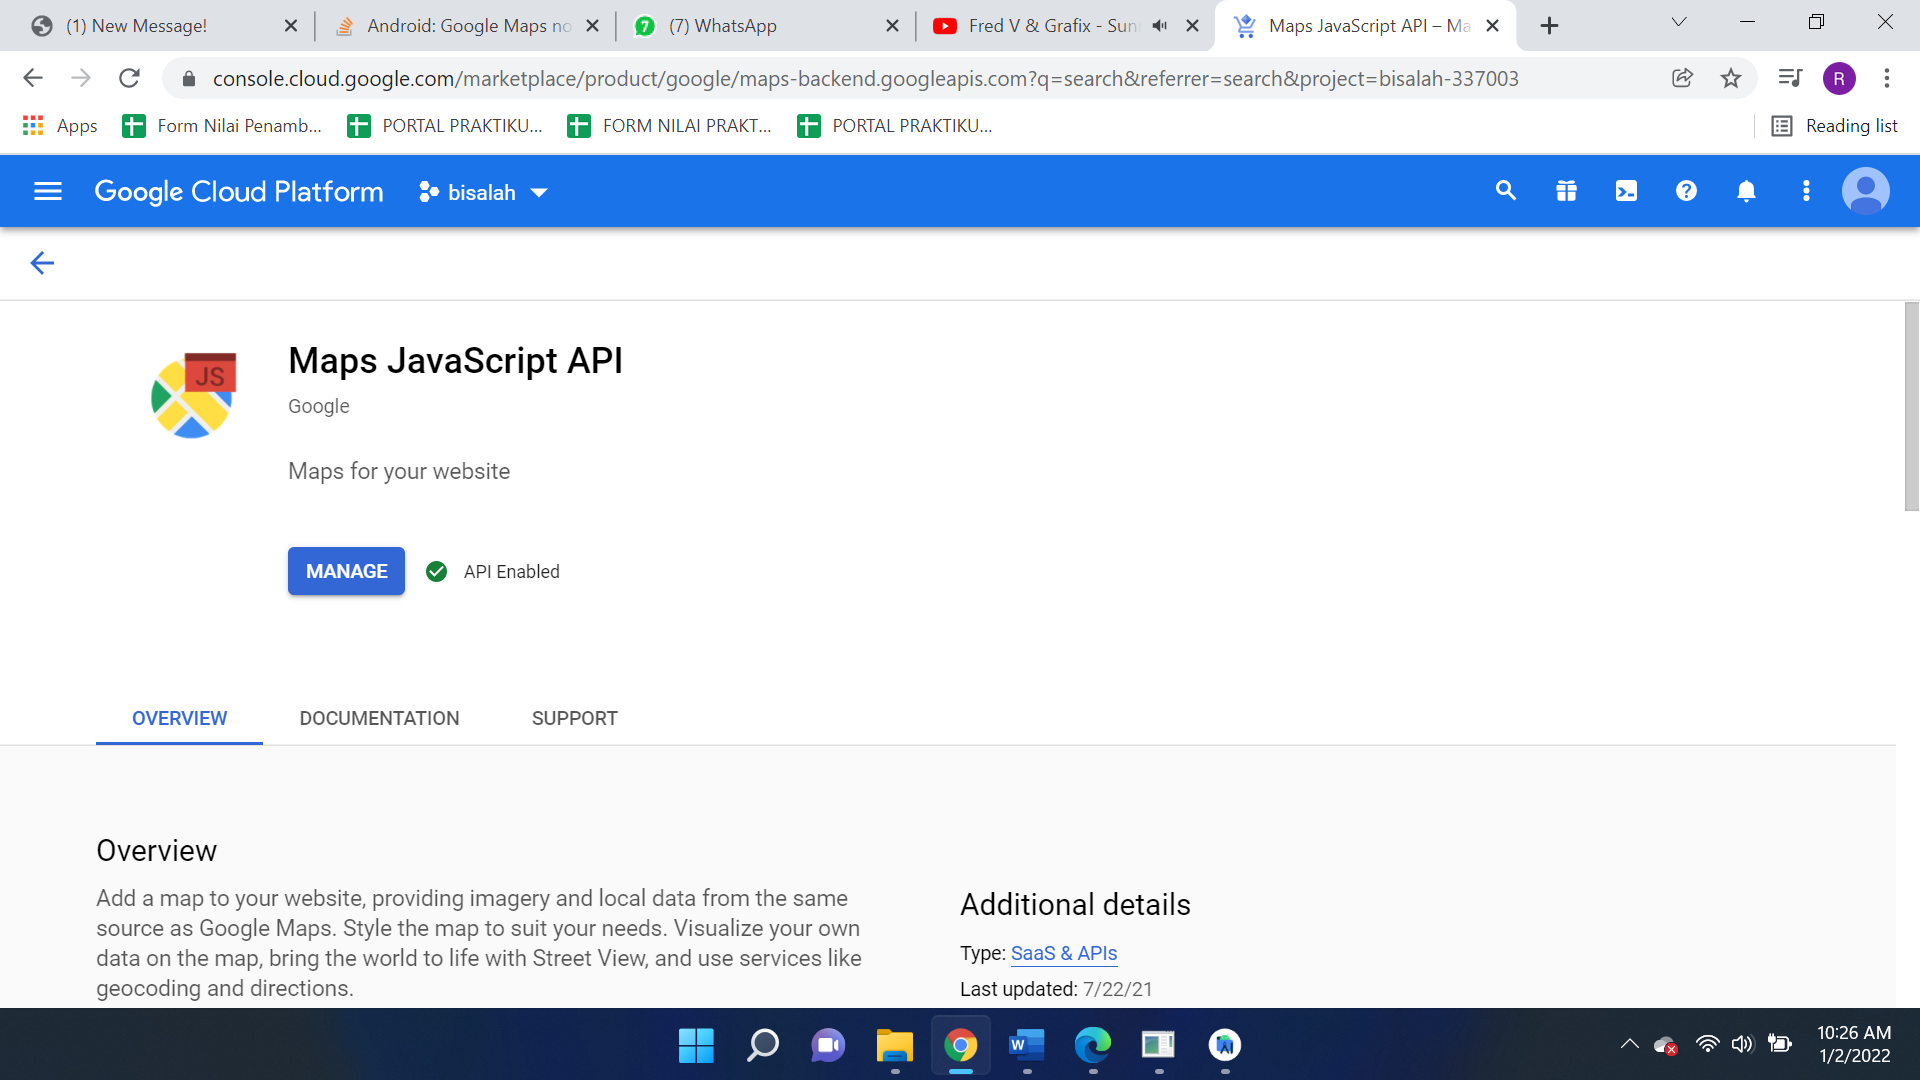 (1) New Message!
Android: Google Maps no
(7) WhatsApp
Fred V & Grafix - Sun
Maps JavaScript API – Ma
console.cloud.google.com/marketplace/product/google/maps-backend.googleapis.com?q=search&referrer=search&project=bisalah-337003
R
Apps
Form Nilai Penamb...
PORTAL PRAKTIKU...
FORM NILAI PRAKT...
PORTAL PRAKTIKU...
Reading list
Google Cloud Platform
bisalah
JS
Maps JavaScript API
Google
Maps for your website
MANAGE
API Enabled
OVERVIEW
DOCUMENTATION
SUPPORT
Overview
Add a map to your website, providing imagery and local data from the same
source as Google Maps. Style the map to suit your needs. Visualize your own
data on the map, bring the world to life with Street View, and use services like
geocoding and directions.
Additional details
Type: SaaS & APIs
Last updated: 7/22/21
10:26 AM
1/2/2022